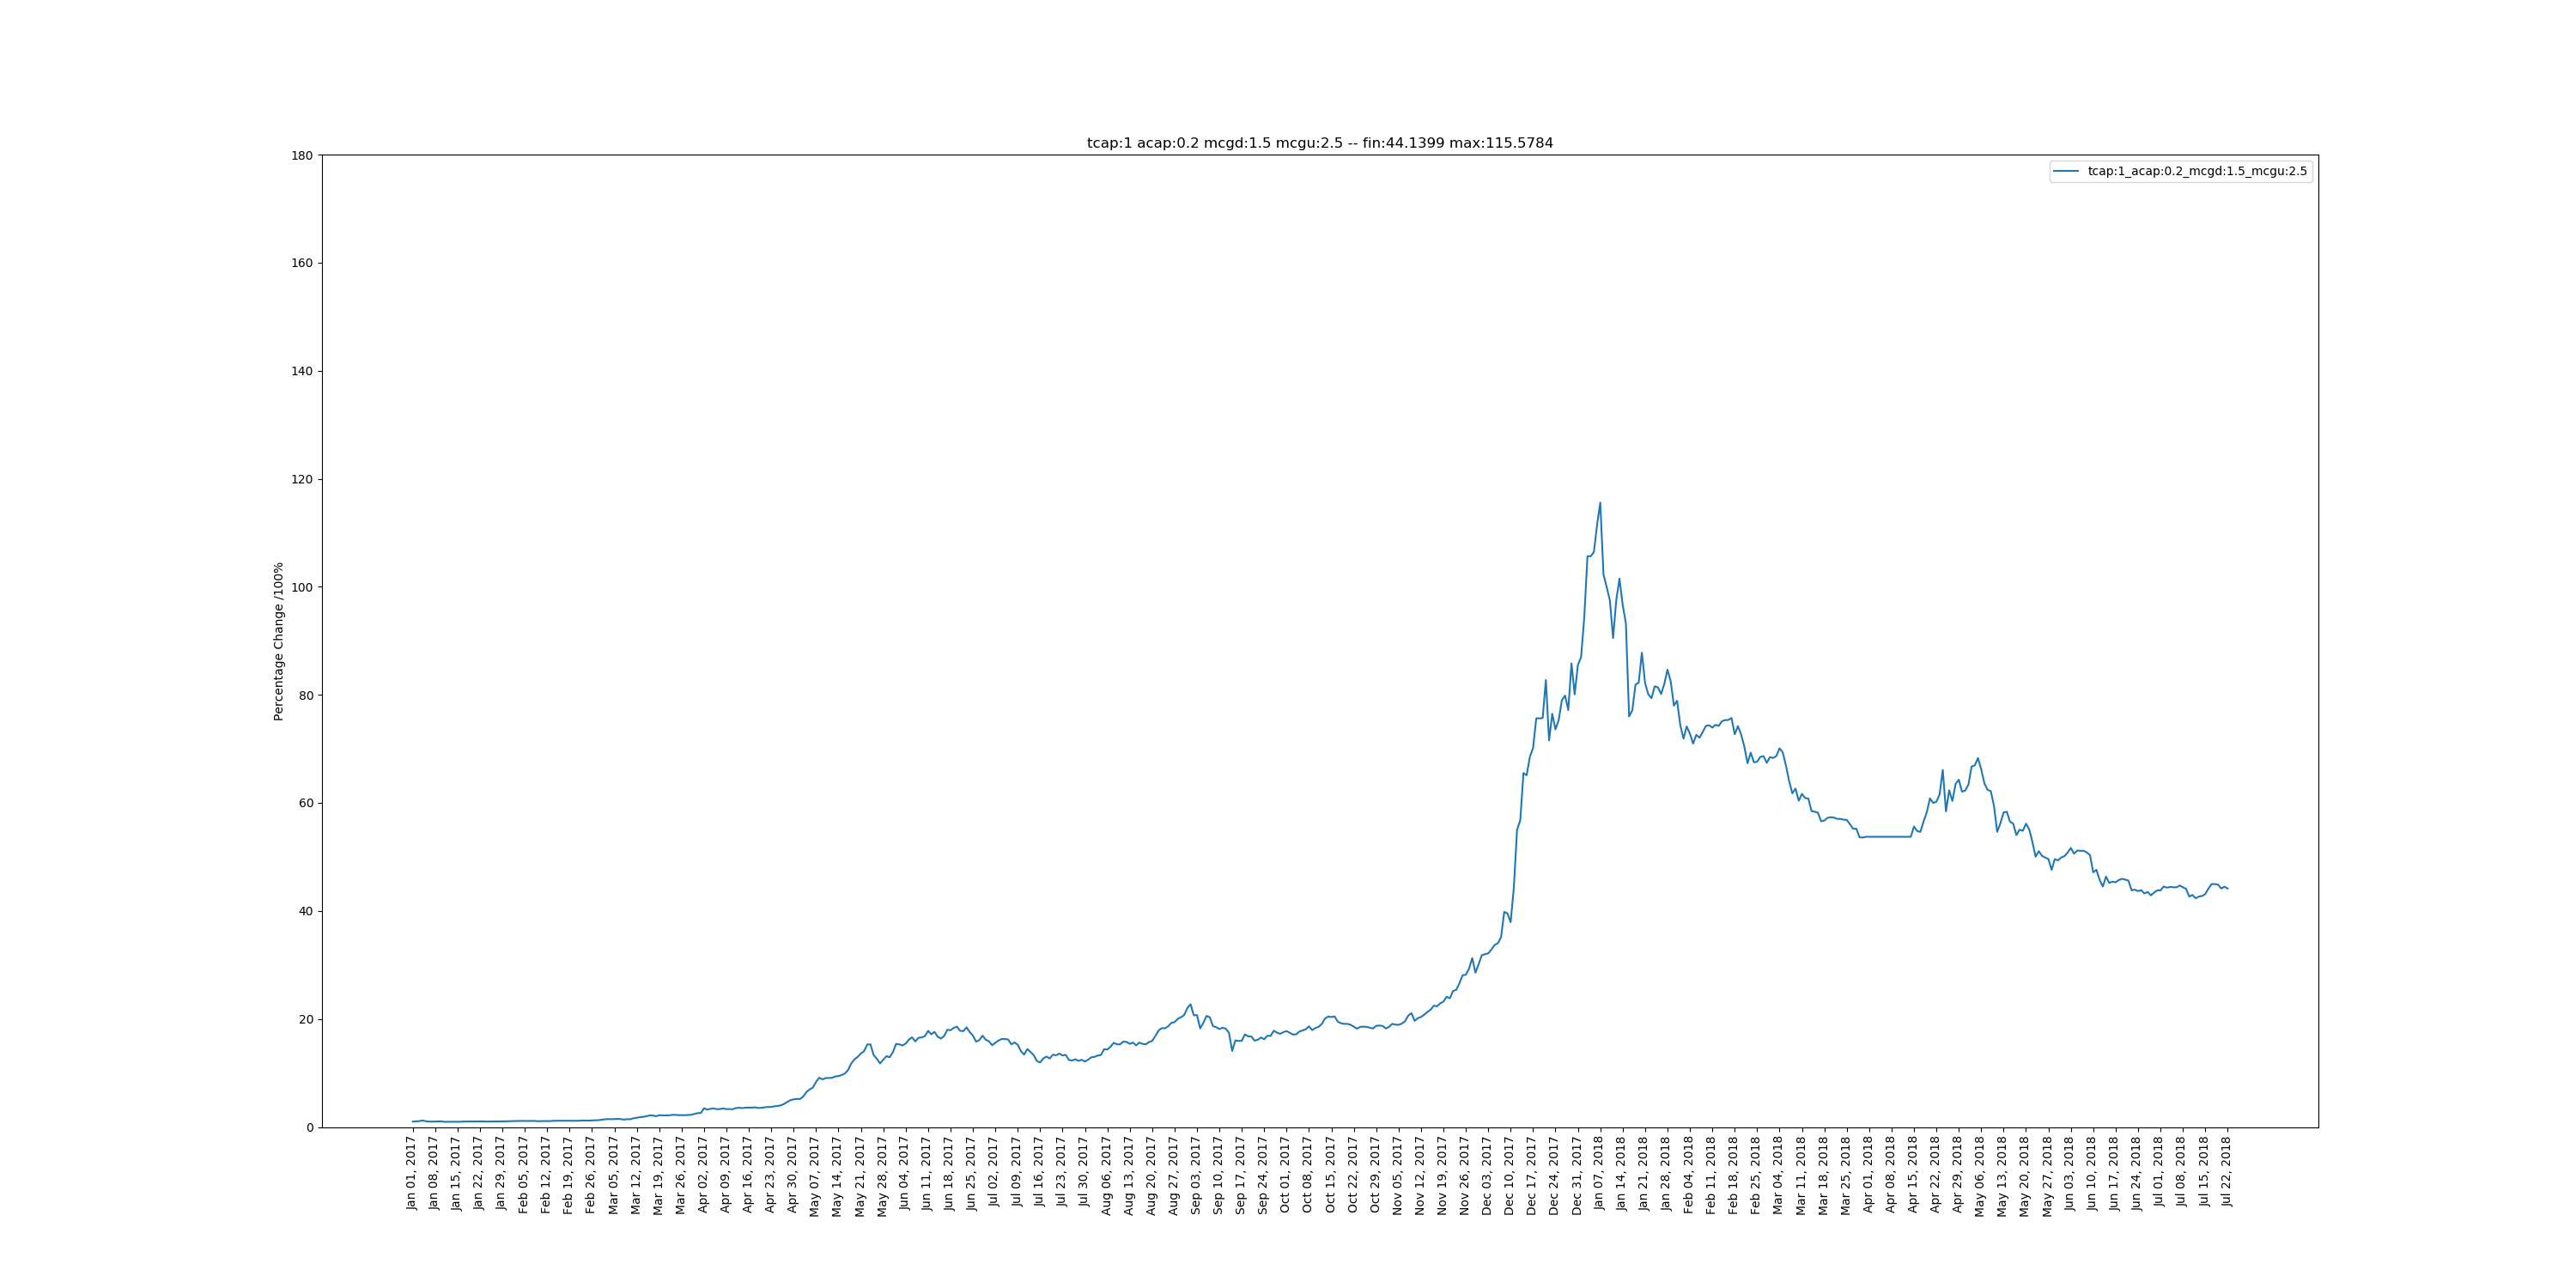 tcap:1 acap:0.2 mcgd:1.5 mcgu:2.5 -- fin:44.1399 max:115.5784
tcap:1_acap:0.2_mcgd:1.5_mcgu:2.5
Percentage Change /100%
180
160
140
120
100
80
60
40
20
0
Jan 01, 2017
Jan 08, 2017
Jan 15, 2017
Jan 22, 2017
Jan 29, 2017
Feb 05, 2017
Feb 12, 2017
Feb 19, 2017
Feb 26, 2017
Mar 05, 2017
Mar 12, 2017
Mar 19, 2017
Mar 26, 2017
Apr 02, 2017
Apr 09, 2017
Apr 16, 2017
Apr 23, 2017
Apr 30, 2017
May 07, 2017
May 14, 2017
May 21, 2017
May 28, 2017
Jun 04, 2017
Jun 11, 2017
Jun 18, 2017
Jun 25, 2017
Jul 02, 2017
Jul 09, 2017
Jul 16, 2017
Jul 23, 2017
Jul 30, 2017
Aug 06, 2017
Aug 13, 2017
Aug 20, 2017
Aug 27, 2017
Sep 03, 2017
Sep 10, 2017
Sep 17, 2017
Sep 24, 2017
Oct 01, 2017
Oct 08, 2017
Oct 15, 2017
Oct 22, 2017
Oct 29, 2017
Nov 05, 2017
Nov 12, 2017
Nov 19, 2017
Nov 26, 2017
Dec 03, 2017
Dec 10, 2017
Dec 17, 2017
Dec 24, 2017
Dec 31, 2017
Jan 07, 2018
Jan 14, 2018
Jan 21, 2018
Jan 28, 2018
Feb 04, 2018
Feb 11, 2018
Feb 18, 2018
Feb 25, 2018
Mar 04, 2018
Mar 11, 2018
Mar 18, 2018
Mar 25, 2018
Apr 01, 2018
Apr 08, 2018
Apr 15, 2018
Apr 22, 2018
Apr 29, 2018
May 06, 2018
May 13, 2018
May 20, 2018
May 27, 2018
Jun 03, 2018
Jun 10, 2018
Jun 17, 2018
Jun 24, 2018
Jul 01, 2018
Jul 08, 2018
Jul 15, 2018
Jul 22, 2018